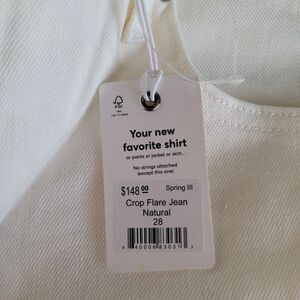 FSC
Your new
favorite shirt
or pants or jacket or skirt...
No strings attached
(except this one)
$148.00 Spring III
Crop Flare Jean
Natural
28